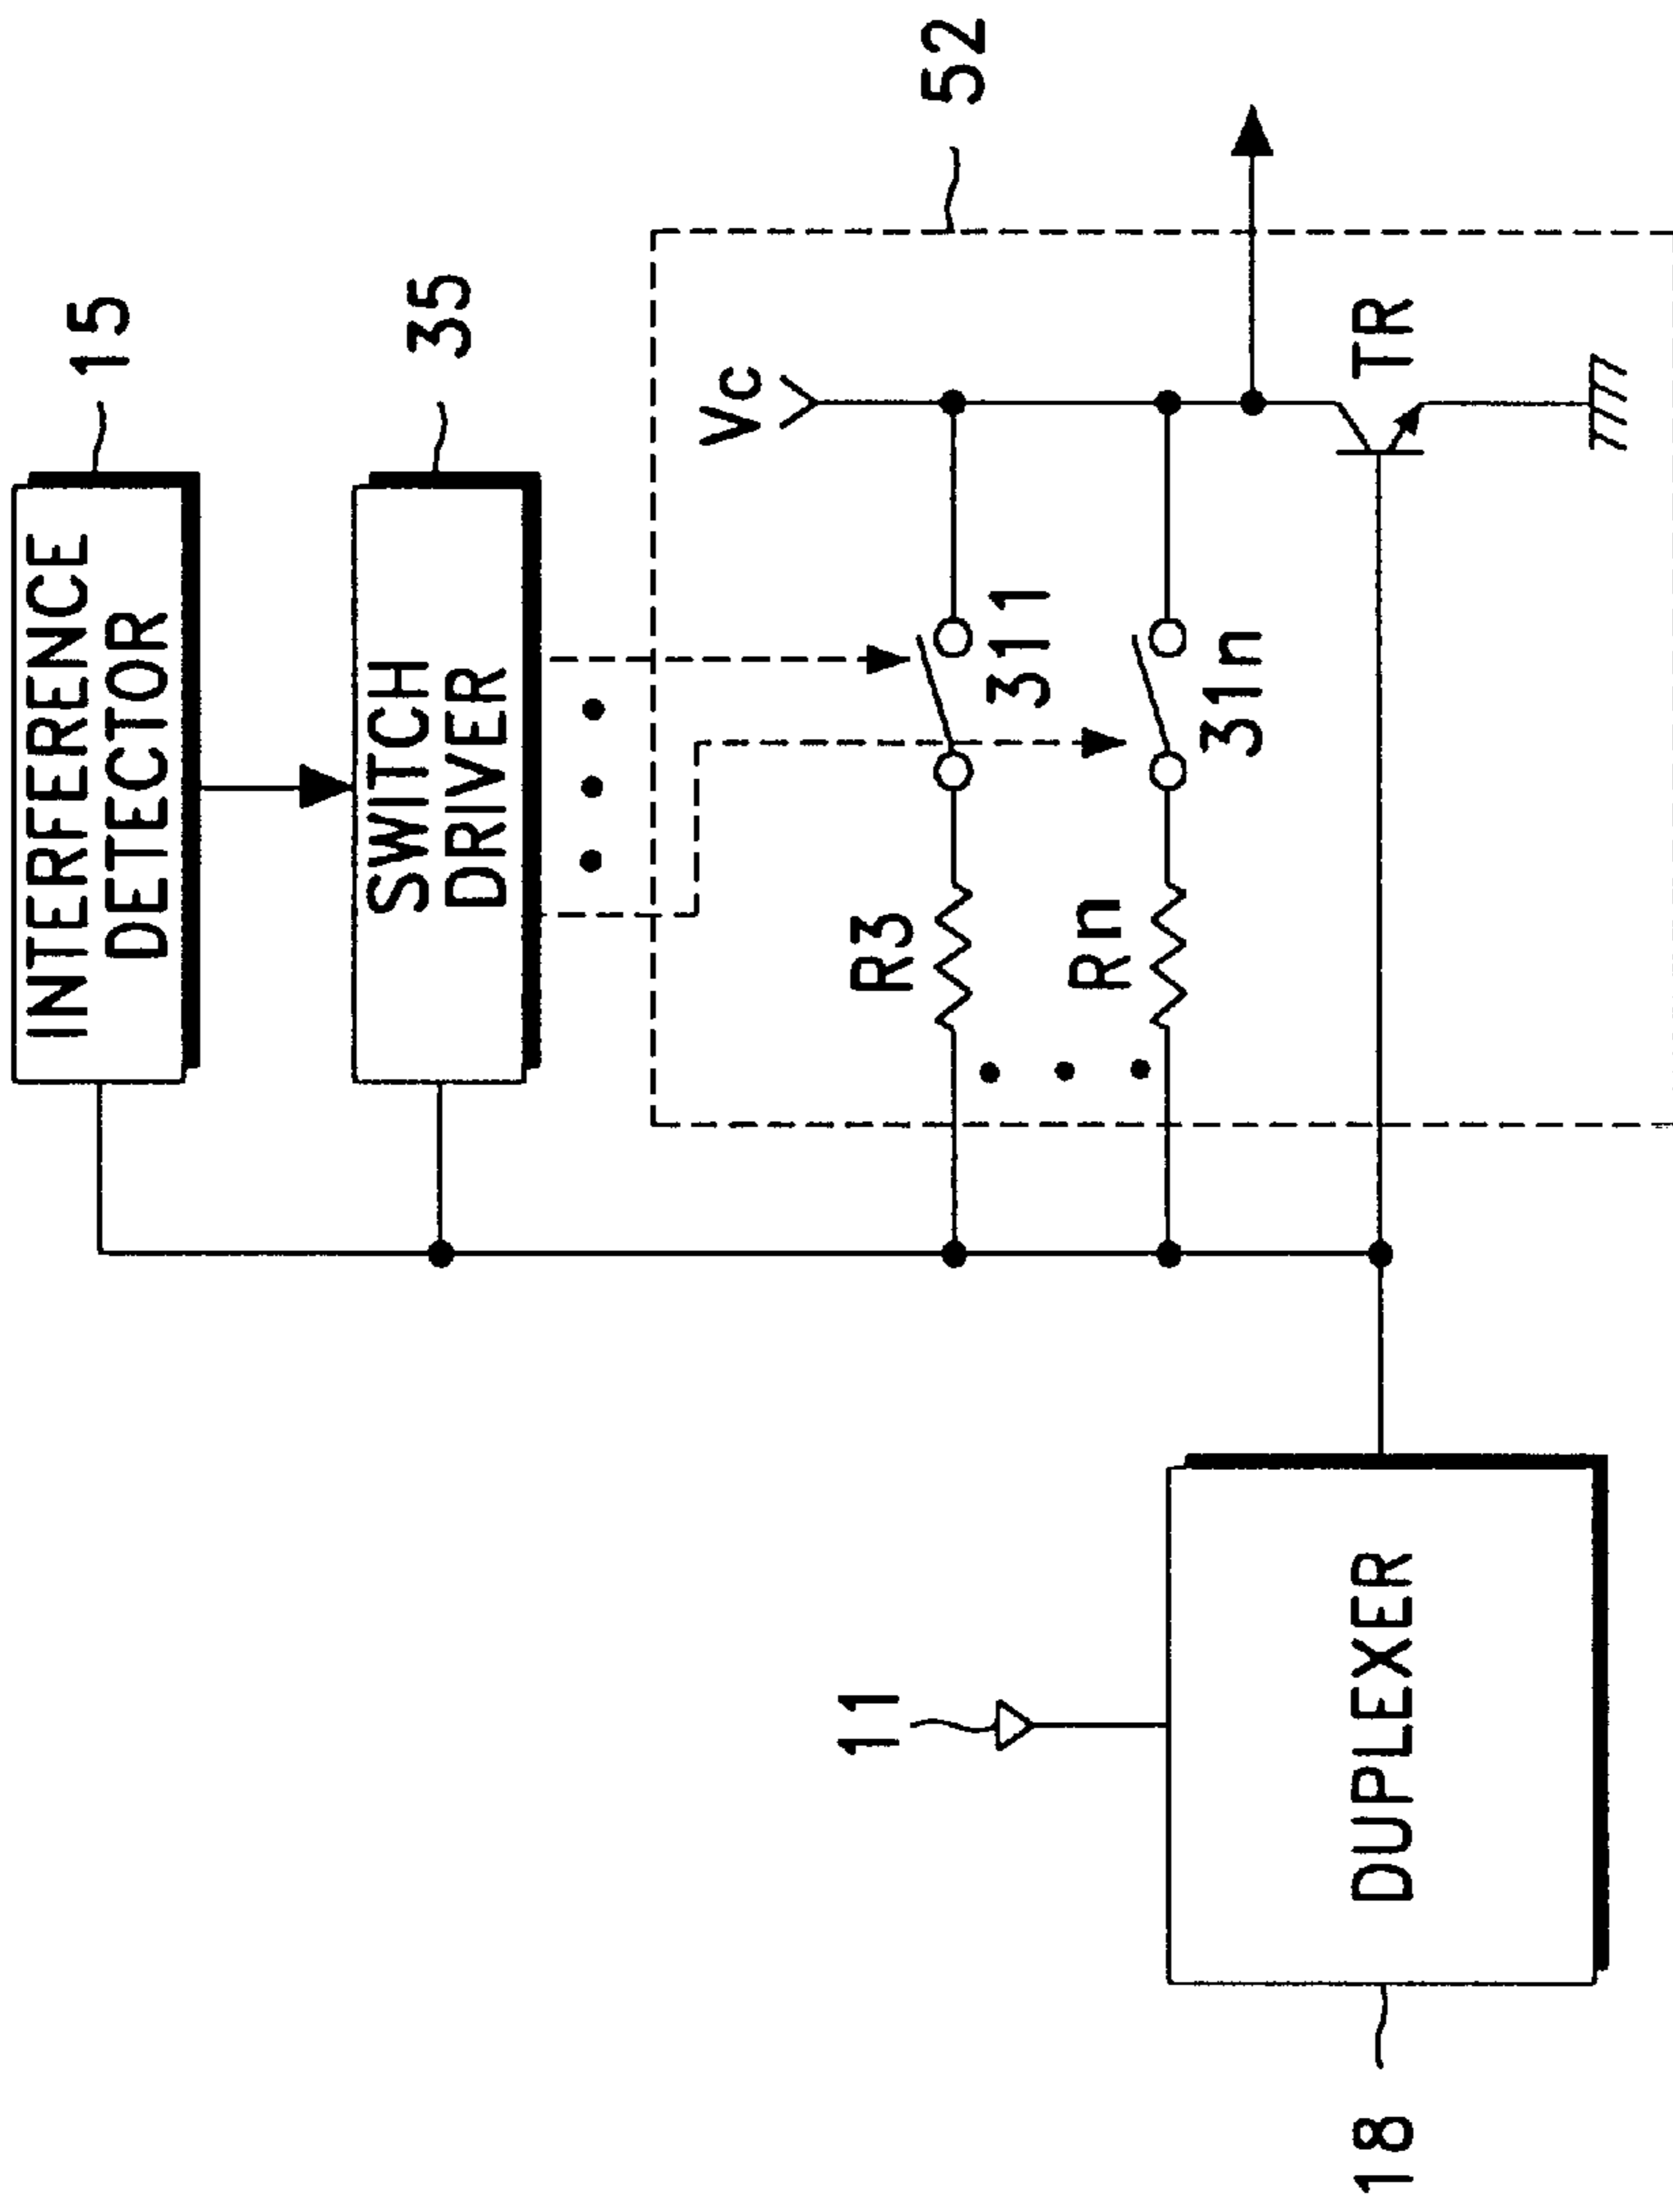 INTERFERENCE
DETECTOR
15
SWITCH
DRIVER
35
52
Vc
R3
311
Rn
31n
TR
11
DUPLEXER
18